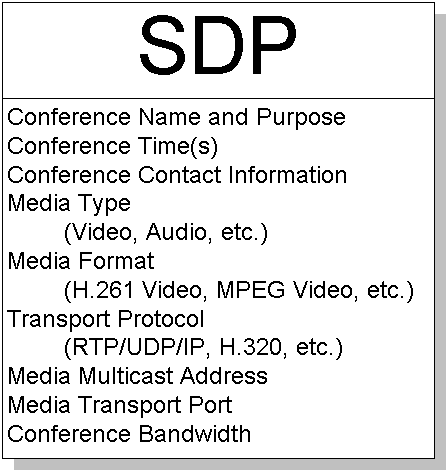 SDP
Conference Name and Purpose
Conference Time(s)
Conference Contact Information
Media Type
(Video, Audio, etc.)
Media Format
(H.261 Video, MPEG Video, etc.)
Transport Protocol
(RTP/UDP/IP, H.320, etc.)
Media Multicast Address
Media Transport Port
Conference Bandwidth